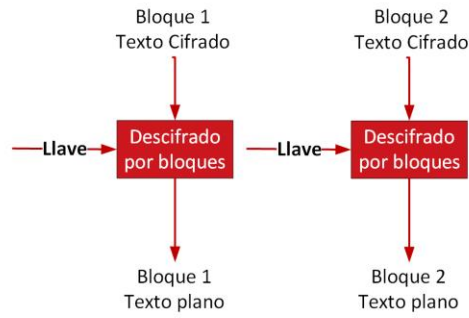 Bloque 1
Texto Cifrado
Llave
Descifrado
por bloques
Bloque 1
Texto plano
Bloque 2
Texto Cifrado
Llave
Descifrado
por bloques
Bloque 2
Texto plano